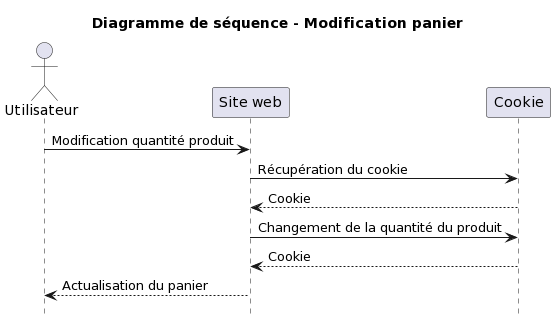 Diagramme de séquence - Modification panier
Utilisateur
Site web
Cookie
Modification quantité produit
Récupération du cookie
Cookie
Changement de la quantité du produit
Cookie
Actualisation du panier